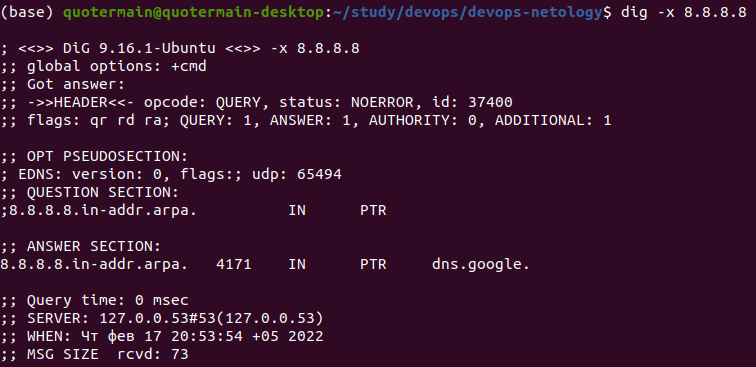 (base) quotermain@quotermain-desktop:~/study/devops/devops-netology$ dig -x 8.8.8.8
; <<>> DiG 9.16.1-Ubuntu <<>> -x 8.8.8.8
;; global options: +cmd
;; Got answer:
;; ->>HEADER<<- opcode: QUERY, status: NOERROR, id: 37400
;; flags: qr rd ra; QUERY: 1, ANSWER: 1, AUTHORITY: 0, ADDITIONAL: 1
;; OPT PSEUDOSECTION:
; EDNS: version: 0, flags:; udp: 65494
;; QUESTION SECTION:
;8.8.8.8.in-addr.arpa. IN PTR
;; ANSWER SECTION:
8.8.8.8.in-addr.arpa. 4171 IN PTR dns.google.
;; Query time: 0 msec
;; SERVER: 127.0.0.53#53(127.0.0.53)
;; WHEN: Чт фев 17 20:53:54 +05 2022
;; MSG SIZE rcvd: 73